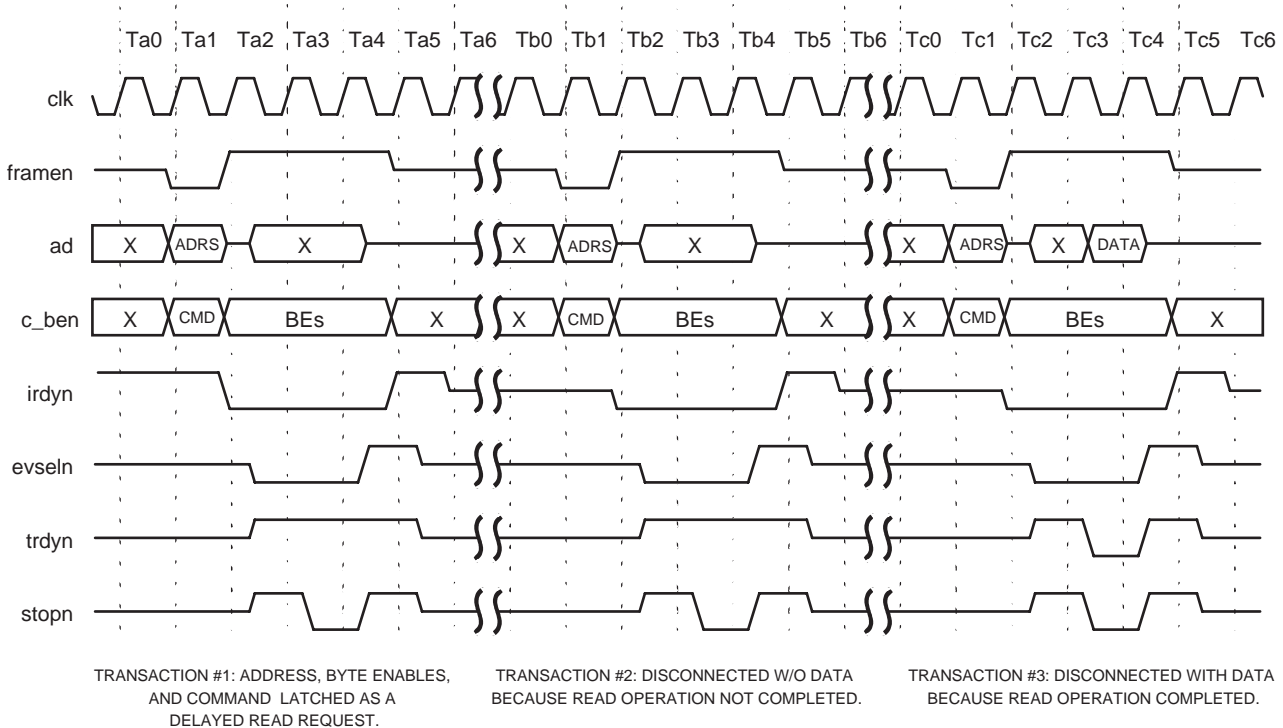 Ta0 Ta1 Ta2 Ta3 Ta4 Ta5 Ta6 Tb0 Tb1 Tb2 Tb3 Tb4 Tb5 Tb6 Tc0 Tc1 Tc2 Tc3 Tc4 Tc5 Tc6
clk
framen
ad X ADRS X X ADRS X X ADRS X DATA
c_ben X CMD BEs X X CMD BEs X X CMD BEs X
irdyn
evseln
trdyn
stopn
TRANSACTION #1: ADDRESS, BYTE ENABLES,
AND COMMAND LATCHED AS A
DELAYED READ REQUEST.
TRANSACTION #2: DISCONNECTED W/O DATA
BECAUSE READ OPERATION NOT COMPLETED.
TRANSACTION #3: DISCONNECTED WITH DATA
BECAUSE READ OPERATION COMPLETED.